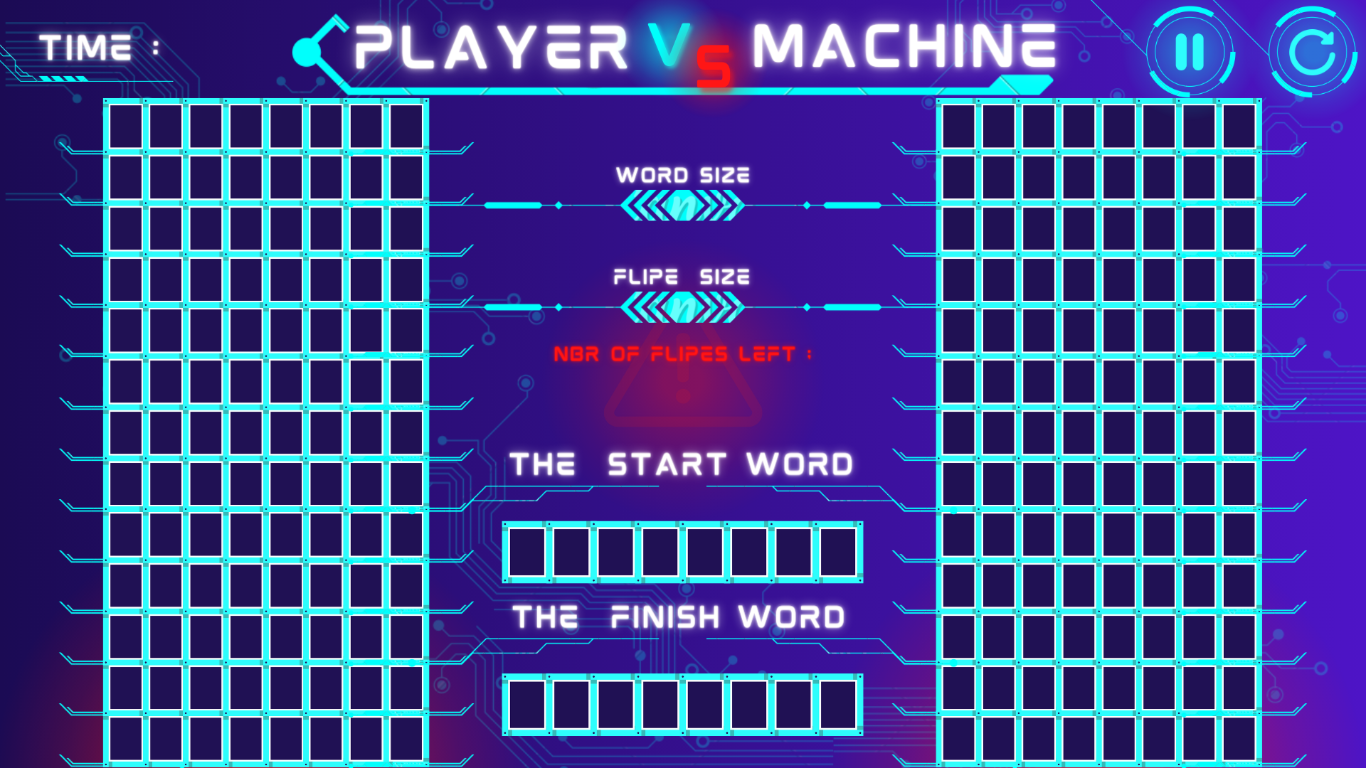 TIME :
PLAYER VS MACHINE
WORD SIZE
n
FLIPE SIZE
n
NBR OF FLIPES LEFT :
THE START WORD
THE FINISH WORD